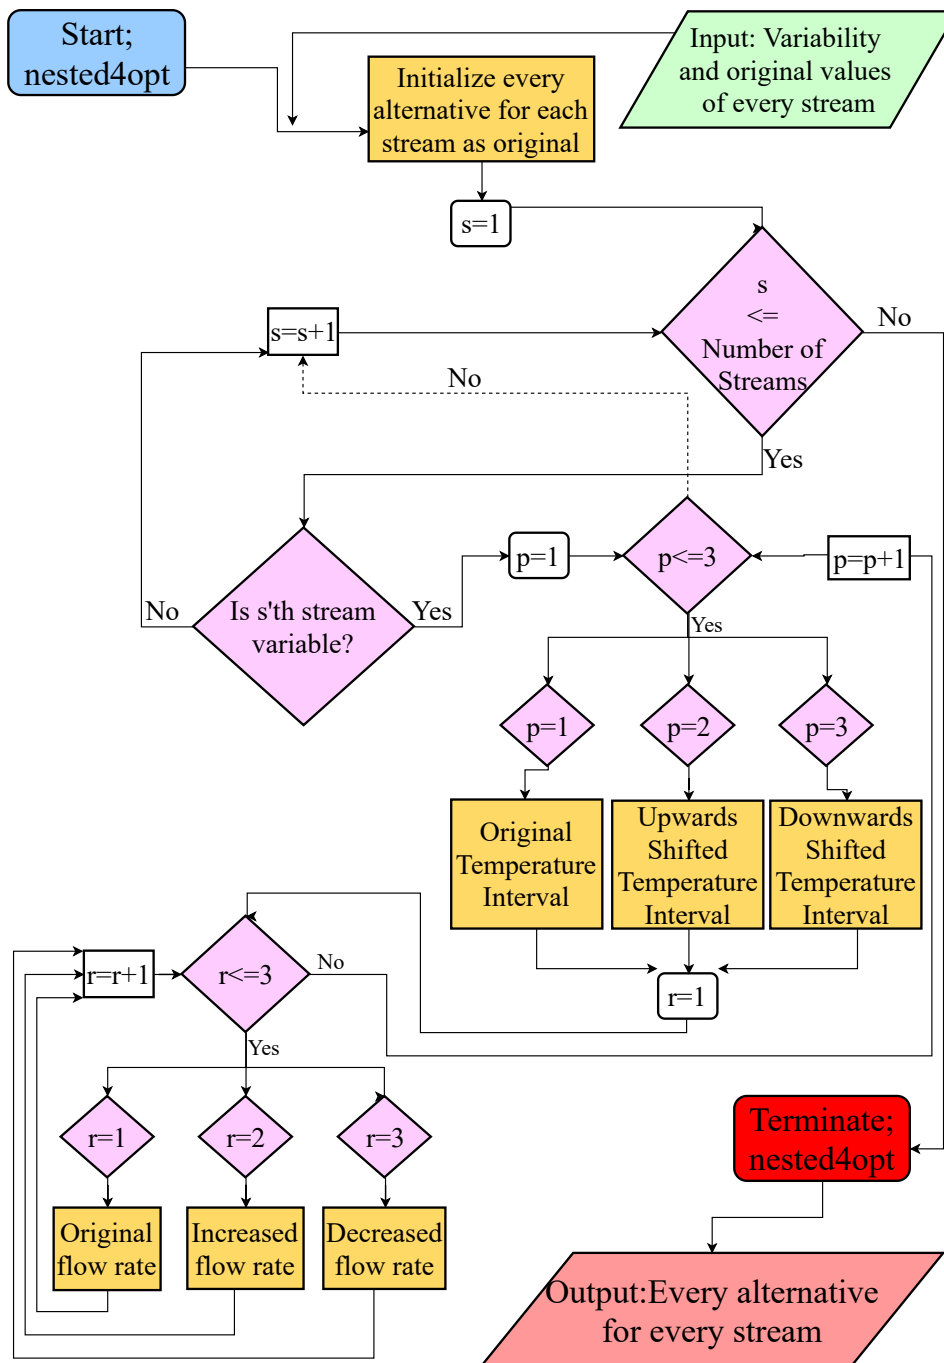 Start;
nested4opt
Input: Variability
and original values
of every stream
Initialize every
alternative for each
stream as original
s=1
s
<=
Number of
Streams
No
s=s+1
No
Yes
Is s'th stream
variable?
No
Yes
p=1
p<=3
p=p+1
Yes
p=1
p=2
p=3
Original
Temperature
Interval
Upwards
Shifted
Temperature
Interval
Downwards
Shifted
Temperature
Interval
r=1
r=r+1
r<=3
No
Yes
r=1
r=2
r=3
Original
flow rate
Increased
flow rate
Decreased
flow rate
Terminate;
nested4opt
Output:Every alternative
for every stream